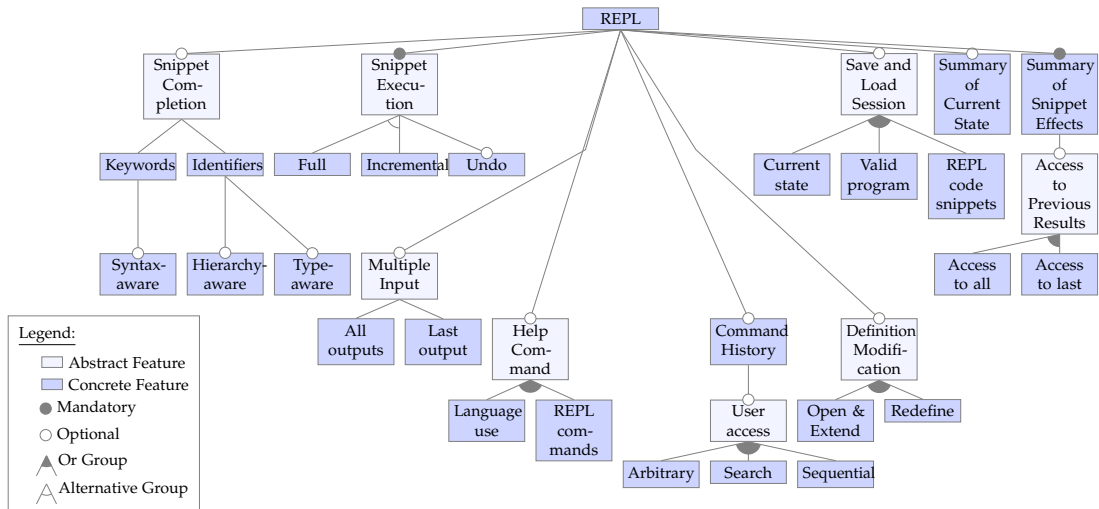 REPL
Snippet
Com-
pletion
Snippet
Execu-
tion
Save and
Load
Session
Summary
of
Current
State
Summary
of
Snippet
Effects
Keywords
Identifiers
Full
Incremental
Undo
Current
state
Valid
program
REPL
code
snippets
Access
to
Previous
Results
Syntax-
aware
Hierarchy-
aware
Type-
aware
Multiple
Input
Access
to all
Access
to last
All
outputs
Last
output
Help
Com-
mand
Command
History
Definition
Modifi-
cation
Language
use
REPL
com-
mands
User
access
Open &
Extend
Redefine
Arbitrary
Search
Sequential
Legend:
Abstract Feature
Concrete Feature
Mandatory
Optional
Or Group
Alternative Group